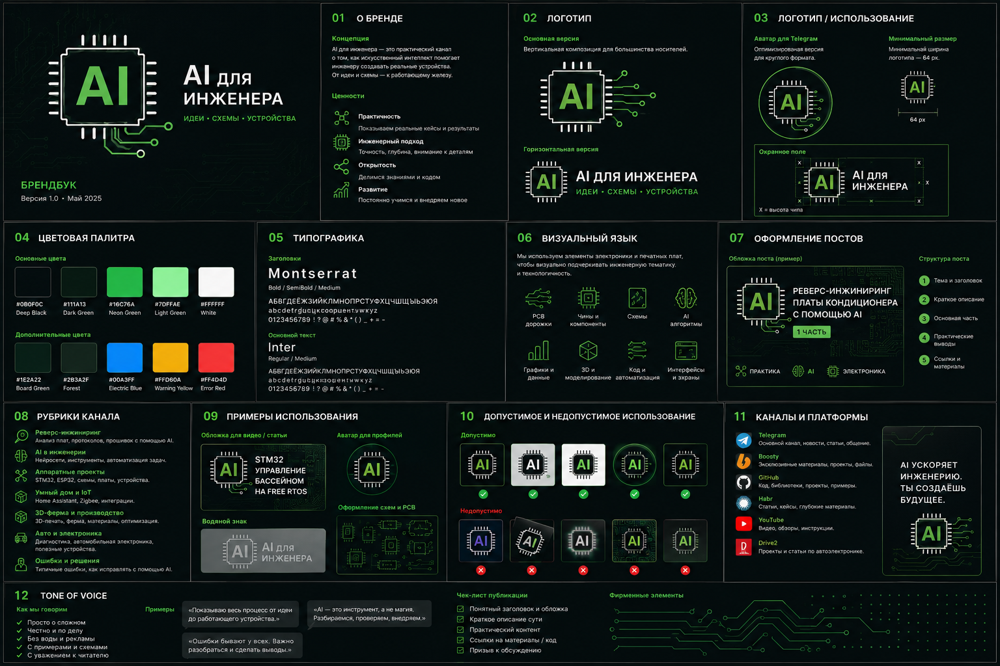 AI
AI для
ИНЖЕНЕРА
ИДЕИ • СХЕМЫ • УСТРОЙСТВА
БРЕНДБУК
Версия 1.0 • Май 2025
01 О БРЕНДЕ
Концепция
AI для инженера — это практический канал
о том, как искусственный интеллект помогает
инженеру создавать реальные устройства.
От идеи и схемы — к работающему железу.
Ценности
Практичность
Показываем реальные кейсы и результаты
Инженерный подход
Точность, глубина, внимание к деталям
Открытость
Делимся знаниями и кодом
Развитие
Постоянно учимся и внедряем новое
02 ЛОГОТИП
Основная версия
Вертикальная композиция для большинства носителей.
AI
Горизонтальная версия
AI
AI ДЛЯ ИНЖЕНЕРА
ИДЕИ • СХЕМЫ • УСТРОЙСТВА
03 ЛОГОТИП / ИСПОЛЬЗОВАНИЕ
Аватар для Telegram
Оптимизированая версия
для круглого формата.
AI
Минимальный размер
Минимальная ширина
логотипа — 64 рк.
AI
64 px
Охранное поле
X X
AI
AI для
ИНЖЕНЕРА
x x X
X x X
X = высота чипа
04 ЦВЕТОВАЯ ПАЛИТРА
Основные цвета
#0B0F0C #111A13 #16C76A #7DFFAE #FFFFFF
Deep Black Dark Green Neon Green Light Green White
Дополнительные цвета
#1E2A22 #2B3A2F #00A3FF #FFD60A #FF4D4D
Board Green Forest Electric Blue Warning Yellow Error Red
05 ТИПОГРАФИКА
Заголовки
Montserrat
Bold / SemiBold / Medium
0123456789 ! ? @ # % & * ( ) _ + = -
Основной текст
Inter
Regular / Medium
0123456789 ! ? @ # % & * ( ) _ + = -
06 ВИЗУАЛЬНЫЙ ЯЗЫК
Мы используем элементы электроники и печатных плат,
чтобы визуально подчеркивать инженерную тематику.
и технологичность.
PCB
дорожки
Чины и
компоненты
Схемы
AI
алгоритмы
Графики и
данные
3D и
моделирование
Код и
автоматизация
Интерфейсы
и эхраны
07 ОФОРМЛЕНИЕ ПОСТОВ
Обложка поста (пример)
AI
РЕВЕРС-ИНЖИНИРИНГ
ПЛАТЫ КОНДИЦИОНЕРА
С ПОМОЩЬЮ AI
1 ЧАСТЬ
ПРАКТИКА
AI
ЭЛЕКТРОНИКА
Структура поста
1 Тема и заголовок
2 Краткое описание
3 Основная часть
4 Практические
выводы
5 Ссылки и
материалы
08 РУБРИКИ КАНАЛА
Реверс-инжиниринг
Анализ плат, протоколов, прошивок с помощью AI.
AI в инженерии
Нейросети, инструменты, автоматизация задач.
Аппаратные проекты
STM32, ESP32, схемы, платы, устройства.
Умный дом и IoT
Home Assistant, Zigbee, интеграции.
3D-ферма и производство
3D-печать, ферма, материалы, оптимизация.
Авто и электроника
Диагностика, автомобильная электроника,
полезные устройства.
Ошибки и решения
Типичные ошибки, как исправлять с помощью AI.
09 ПРИМЕРЫ ИСПОЛЬЗОВАНИЯ
Обложка для видео / статьи
AI
STM32
УПРАВЛЕНИЕ
БАССЕЙНОМ
НА FREE RTOS
Аватар для профилей
AI
Водяной знак
AI
AI для
ИНЖЕНЕРА
Оформление схем и PCB
10 ДОПУСТИМОЕ И НЕДОПУСТИМОЕ ИСПОЛЬЗОВАНИЕ
Допустимо
AI AI AI AI AI
Недопустимо
AI AI AI AI AI
11 КАНАЛЫ И ПЛАТФОРМЫ
Telegram
Основной канал, новости, статьи, общение.
Boosty
Эксклюзивные материалы, проекты, файлы.
GitHub
Код, библиотеки, проекты, примеры.
Habr
Статьи, кейсы, глубокие материалы.
YouTube
Видео, обзоры, инструкции.
D
Drive2
Проекты и статьи по автоэлектронике.
AI УСКОРЯЕТ
ИНЖЕНЕРИЮ.
ТЫ СОЗДАЁШЬ
БУДУЩЕЕ.
AI
12 TONE OF VOICE
Как мы говорим
Просто о сложном
Честно и по делу
Без воды и рекламы
С примерами и схемами
С уважением к читателю
Примеры
«Показываю весь процесс от идеи
до работающего устройства.»
«AI — это инструмент, а не магия.
Разбираемся, проверяем, внедряем.»
«Ошибки бывают у всех. Важно
разобраться и сделать выводы.»
Чек-лист публикации
Понятный заголовок и обложка
Краткое описание сути
Практический контент
Ссылки на материалы / код
Призыв к обсуждению
Фирменные элементы